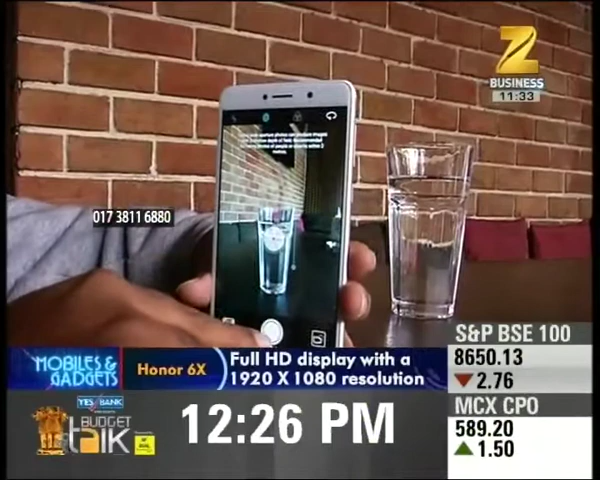 Z
BUSINESS
11:33
017 3811 6880
S&P BSE 100
8650.13
2.76
MOBILES &
GADGETS
Honor 6X
Full HD display with a
1920 X 1080 resolution
MCX CPO
589.20
1.50
YES BANK
BUDGET
talk
12:26 PM